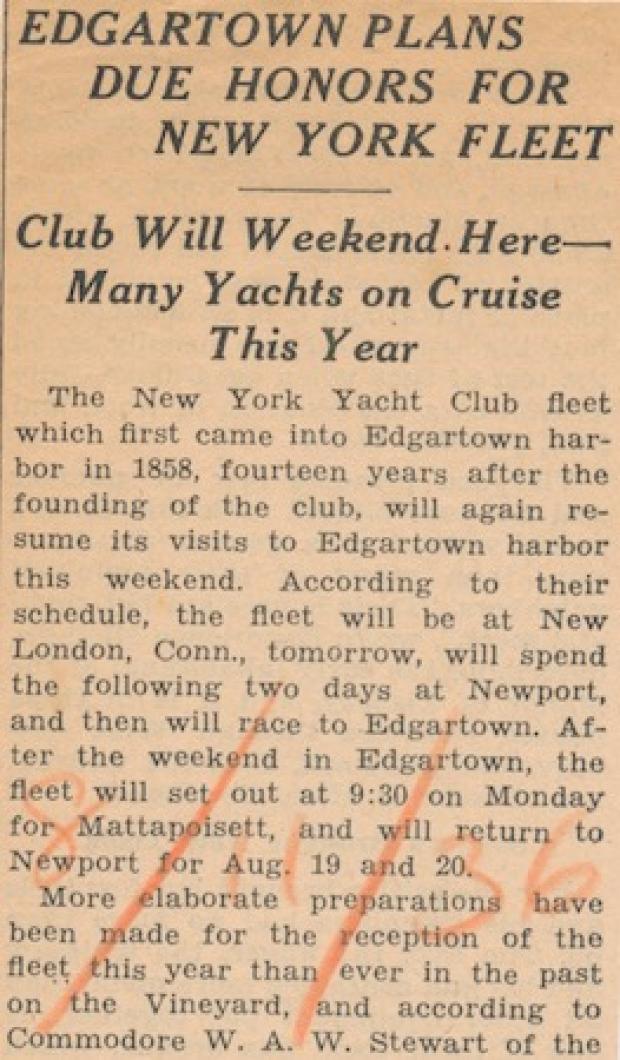 EDGARTOWN PLANS
DUE HONORS FOR
NEW YORK FLEET
Club Will Weekend Here—
Many Yachts on Cruise
This Year
The New York Yacht Club fleet
which first came into Edgartown har-
bor in 1858, fourteen years after the
founding of the club, will again re-
sume its visits to Edgartown harbor
this weekend. According to their
schedule, the fleet will be at New
London, Conn., tomorrow, will spend
the following two days at Newport,
and then will race to Edgartown. Af-
ter the weekend in Edgartown, the
fleet will set out at 9:30 on Monday
for Mattapoisett, and will return to
Newport for Aug. 19 and 20.
8/11/36
More elaborate preparations have
been made for the reception of the
fleet this year than ever in the past
on the Vineyard, and according to
Commodore W. A. W. Stewart of the